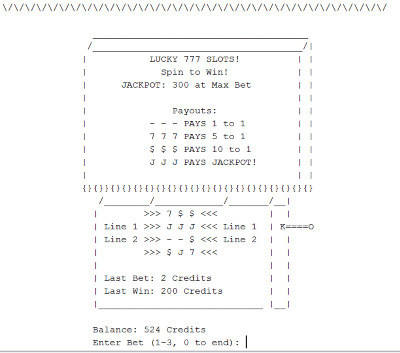 \/\/\/\/\/\/\/\/\/\/\/\/\/\/\/\/\/\/\/\/\/\/\/\/\/\/\/\/\/\/\/\/\/
LUCKY 777 SLOTS!
Spin to Win!
JACKPOT: 300 at Max Bet
Payouts:
- - - PAYS 1 to 1
7 7 7 PAYS 5 to 1
$ $ $ PAYS 10 to 1
J J J PAYS JACKPOT!
{}{}{}{}{}{}{}{}{}{}{}{}{}{}{}{}{}{}{}{}
>>> 7 $ $ <<<
Line 1 >>> J J J <<< Line 1 K====O
Line 2 >>> - - $ <<< Line 2
>>> $ J 7 <<<
Last Bet: 2 Credits
Last Win: 200 Credits
Balance: 524 Credits
Enter Bet (1-3, 0 to end):